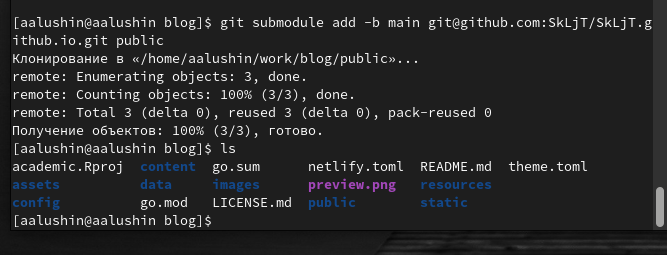 [aalushin@aalushin blog]$ git submodule add -b main git@github.com:SkLjT/SkLjT.g
ithub.io.git public
Клонирование в «/home/aalushin/work/blog/public»...
remote: Enumerating objects: 3, done.
remote: Counting objects: 100% (3/3), done.
remote: Total 3 (delta 0), reused 3 (delta 0), pack-reused 0
Получение объектов: 100% (3/3), готово.
[aalushin@aalushin blog]$ ls
academic.Rproj  content  go.sum      netlify.toml  README.md  theme.toml
assets          data     images      preview.png   resources
config          go.mod   LICENSE.md  public        static
[aalushin@aalushin blog]$